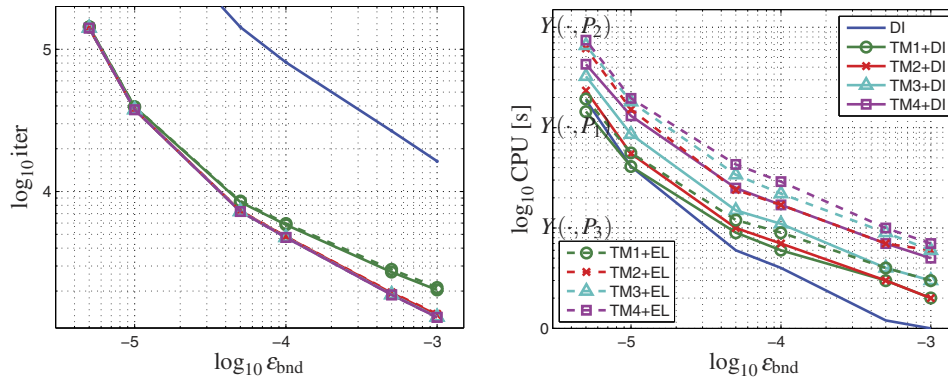 5
4
log10 iter
-5
-4
-3
log10 εbnd
Y(·, P2)
Y(·, P1)
Y(·, P3)
0
log10 CPU [s]
-5
-4
-3
log10 εbnd
DI
TM1+DI
TM2+DI
TM3+DI
TM4+DI
TM1+EL
TM2+EL
TM3+EL
TM4+EL